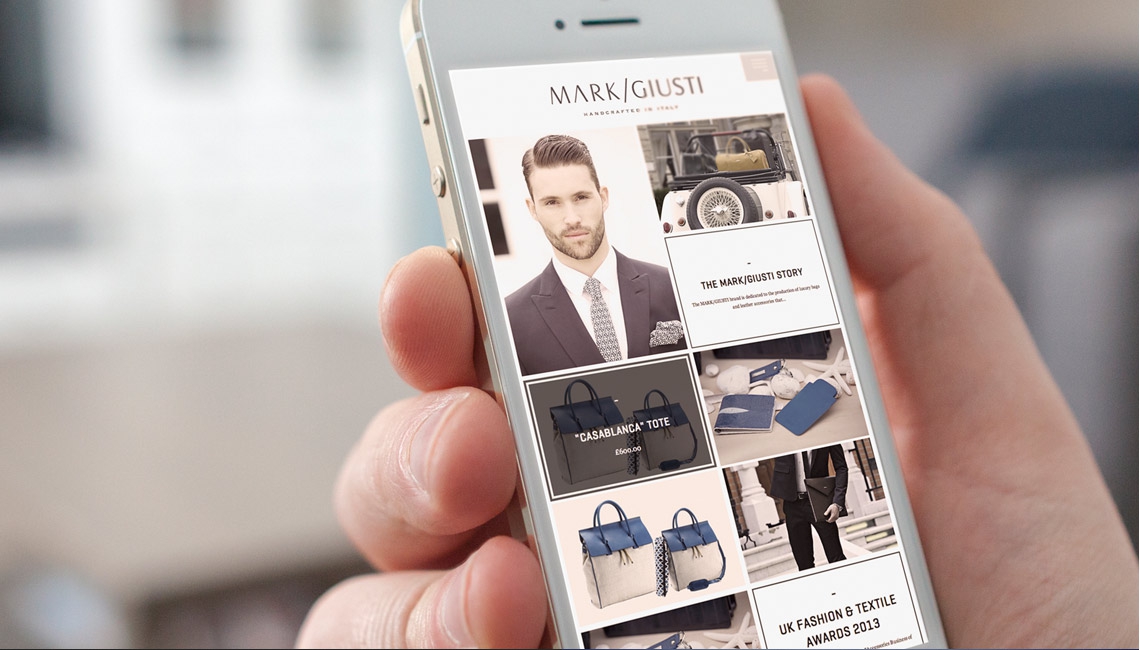 MARK/GIUSTI
HANDCRAFTED IN ITALY
THE MARK/GIUSTI STORY
The MARK/GIUSTI brand is dedicated to the production of luxury bags
and leather accessories that...
"CASABLANCA" TOTE
£600.00
UK FASHION & TEXTILE
AWARDS 2013